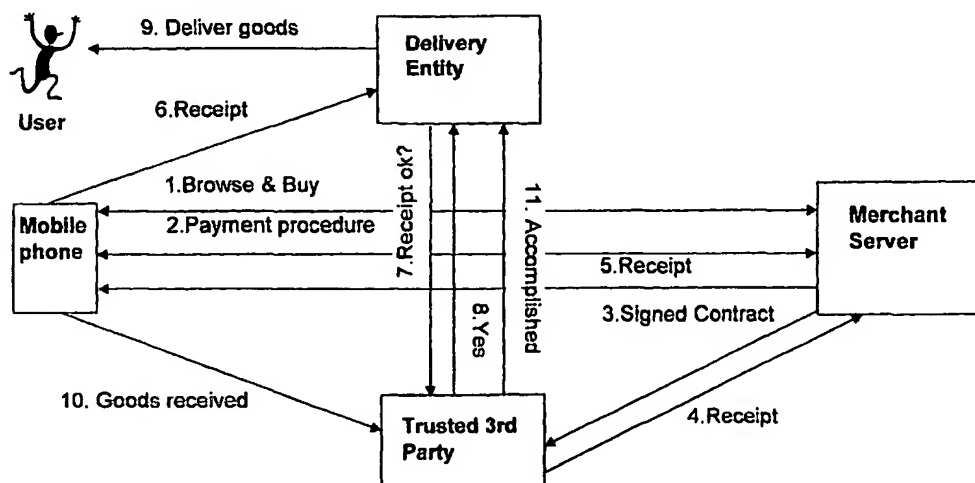 9. Deliver goods
Delivery
Entity
User
6.Receipt
1.Browse & Buy
2.Payment procedure
Mobile
phone
7.Receipt ok?
8.Yes
11. Accomplished
Merchant
Server
5.Receipt
3.Signed Contract
10. Goods received
Trusted 3rd
Party
4.Receipt